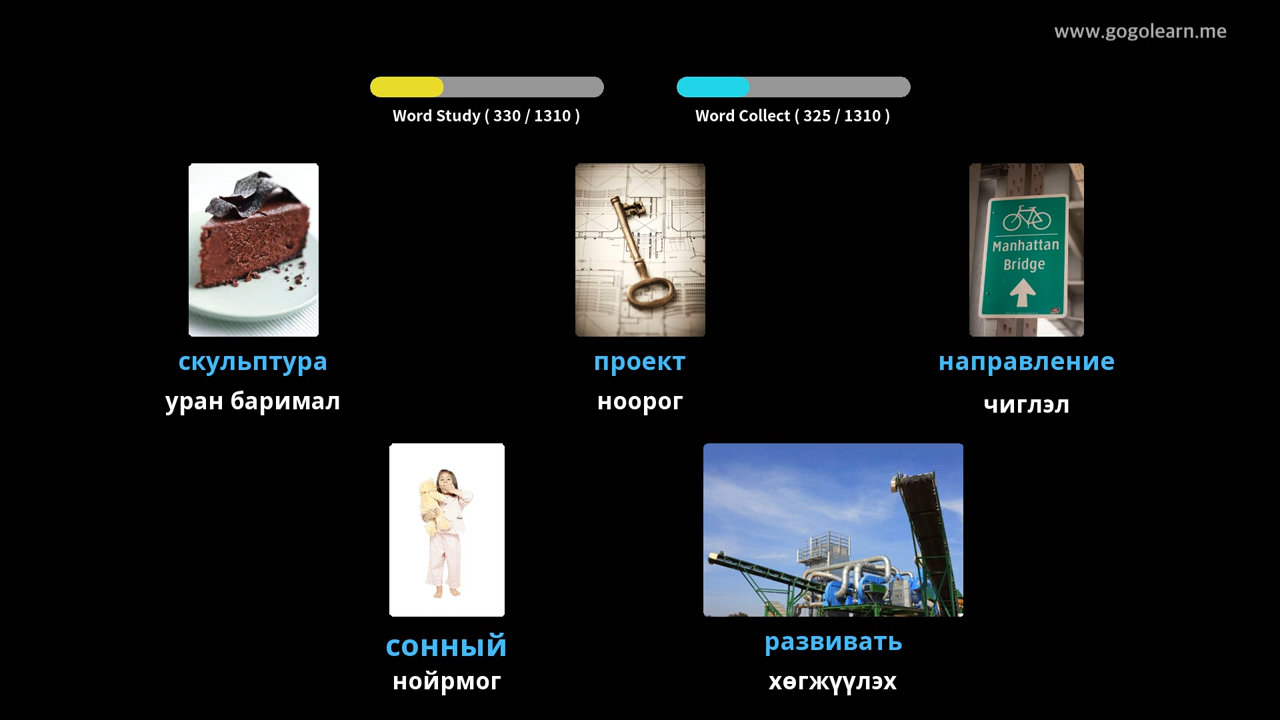 www.gogolearn.me
Word Study ( 330 / 1310 )
Word Collect ( 325 / 1310 )
Manhattan
Bridge
скульптура
уран баримал
проект
ноорог
направление
чиглэл
сонный
нойрмог
развивать
хөгжүүлэх